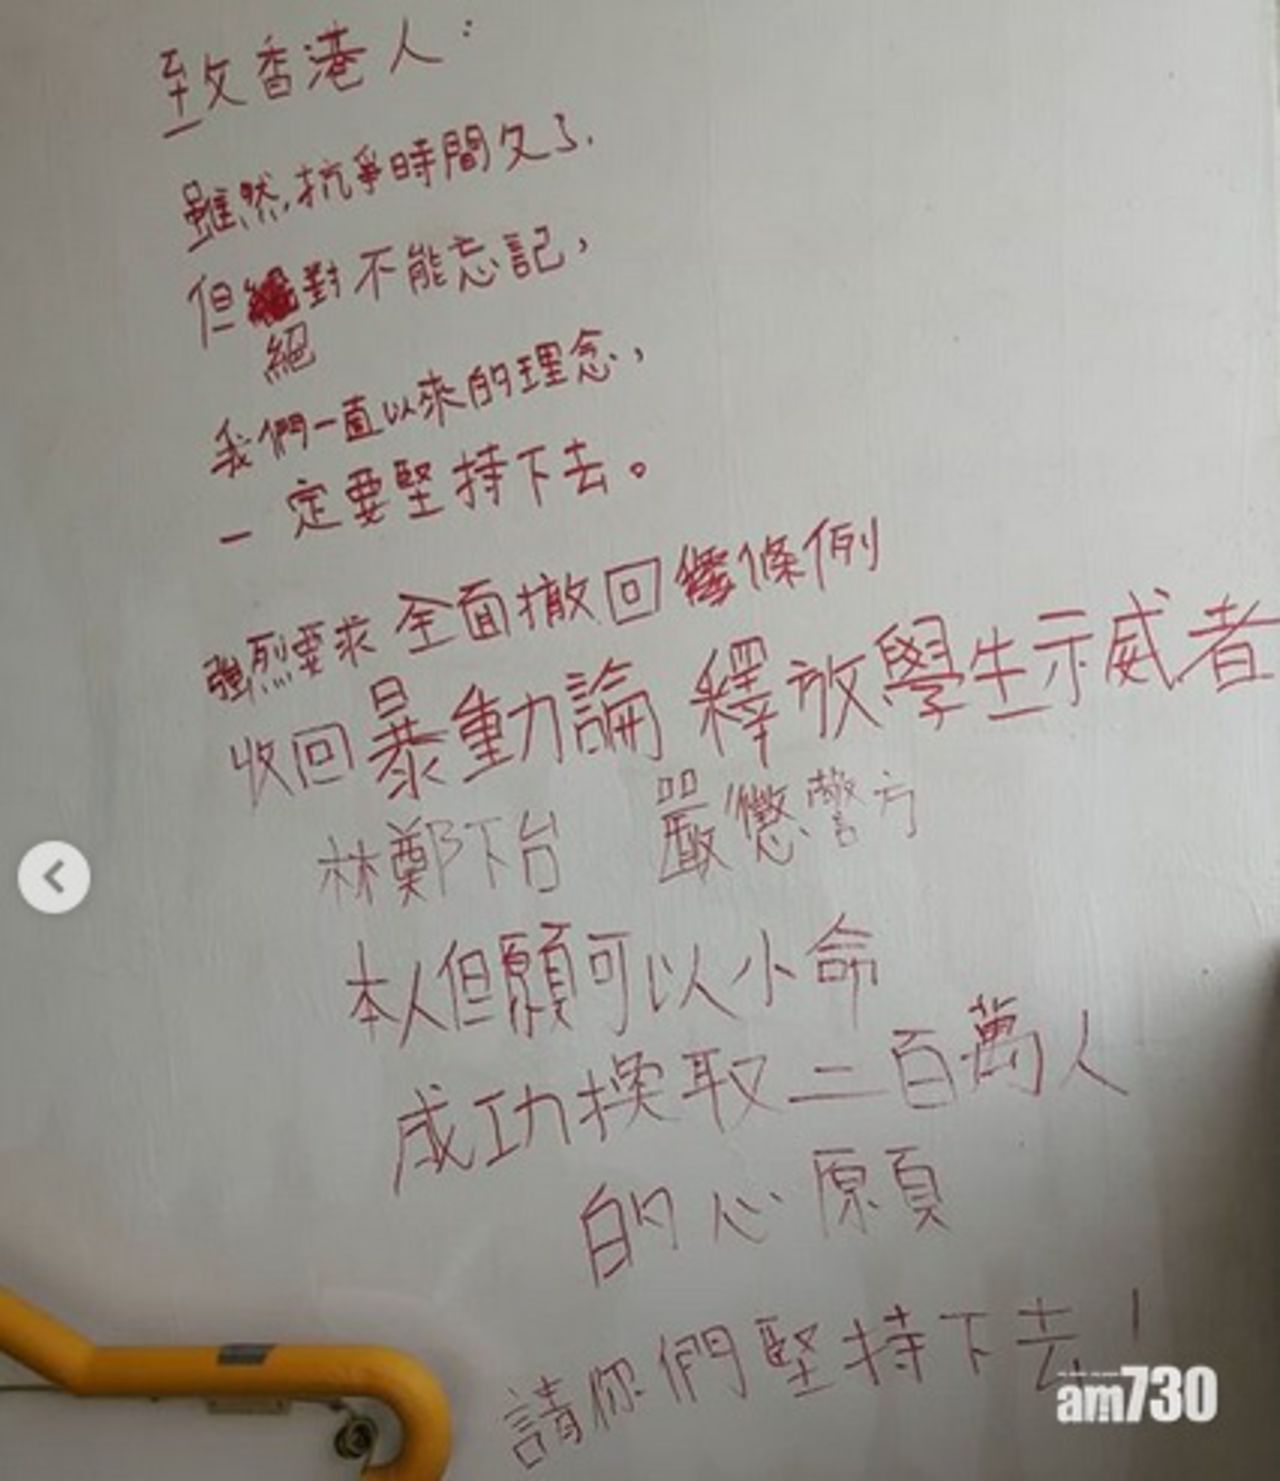 致香港人：
雖然,抗爭時間久了.
但對不能忘記，
絕
我們一直以來的理念，
一定要堅持下去。
強烈要求全面撤回條例
收回暴動論 釋放學生示威者
林鄭下台 嚴懲警方
本人但願可以小命
成功換取二百萬人
的心願
請你們堅持下去！
am730